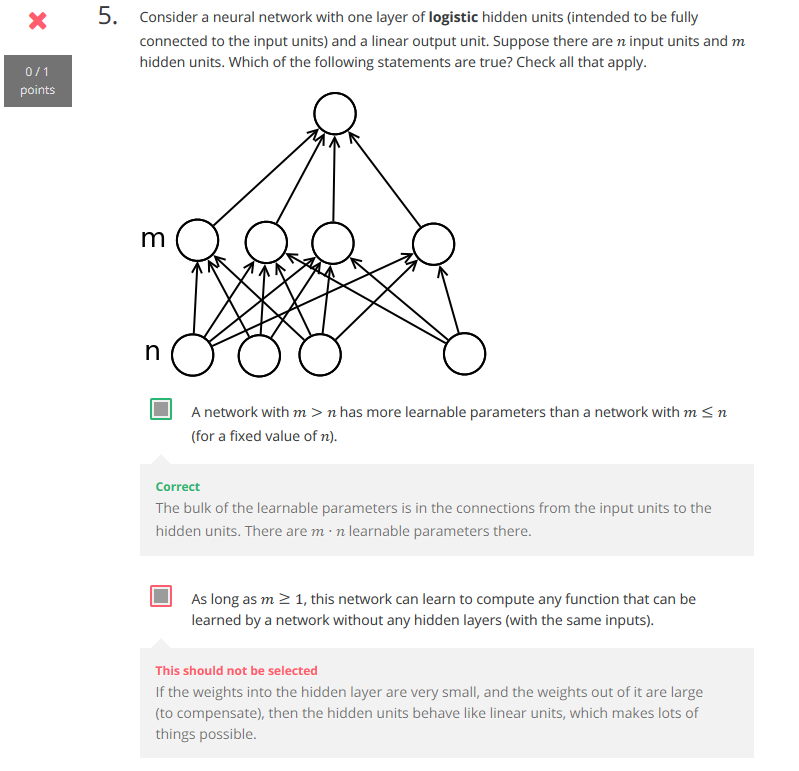 5. Consider a neural network with one layer of logistic hidden units (intended to be fully
connected to the input units) and a linear output unit. Suppose there are n input units and m
hidden units. Which of the following statements are true? Check all that apply.
0 / 1
points
m
n
A network with m > n has more learnable parameters than a network with m ≤ n
(for a fixed value of n).
Correct
The bulk of the learnable parameters is in the connections from the input units to the
hidden units. There are m · n learnable parameters there.
As long as m ≥ 1, this network can learn to compute any function that can be
learned by a network without any hidden layers (with the same inputs).
This should not be selected
If the weights into the hidden layer are very small, and the weights out of it are large
(to compensate), then the hidden units behave like linear units, which makes lots of
things possible.